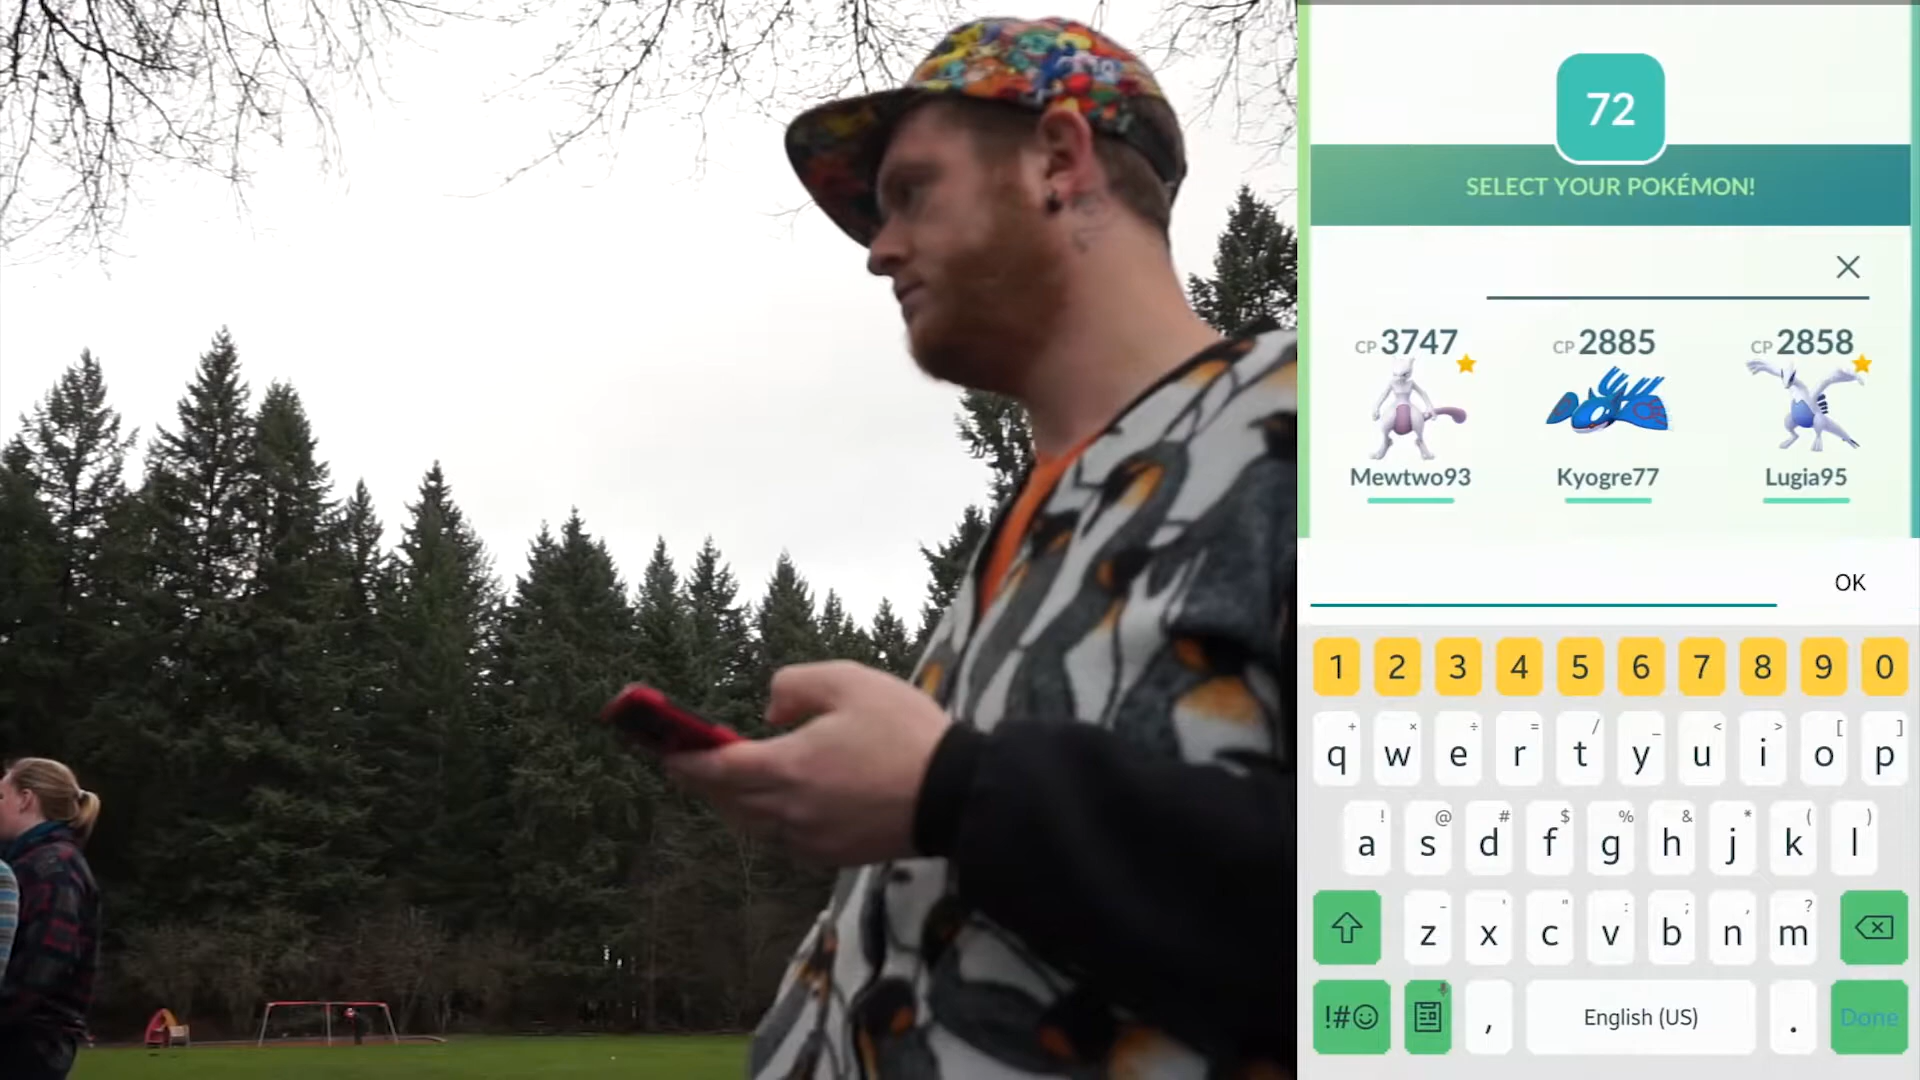 72
SELECT YOUR POKÉMON!
CP 3747 CP 2885 CP 2858
Mewtwo93 Kyogre77 Lugia95
OK
1 2 3 4 5 6 7 8 9 0
+ × ÷ = / _ < > [ ]
q w e r t y u i o p
! @ # $ % & * ( )
a s d f g h j k l
- ' " : ; , ?
z x c v b n m
!#☺ , English (US) . Done